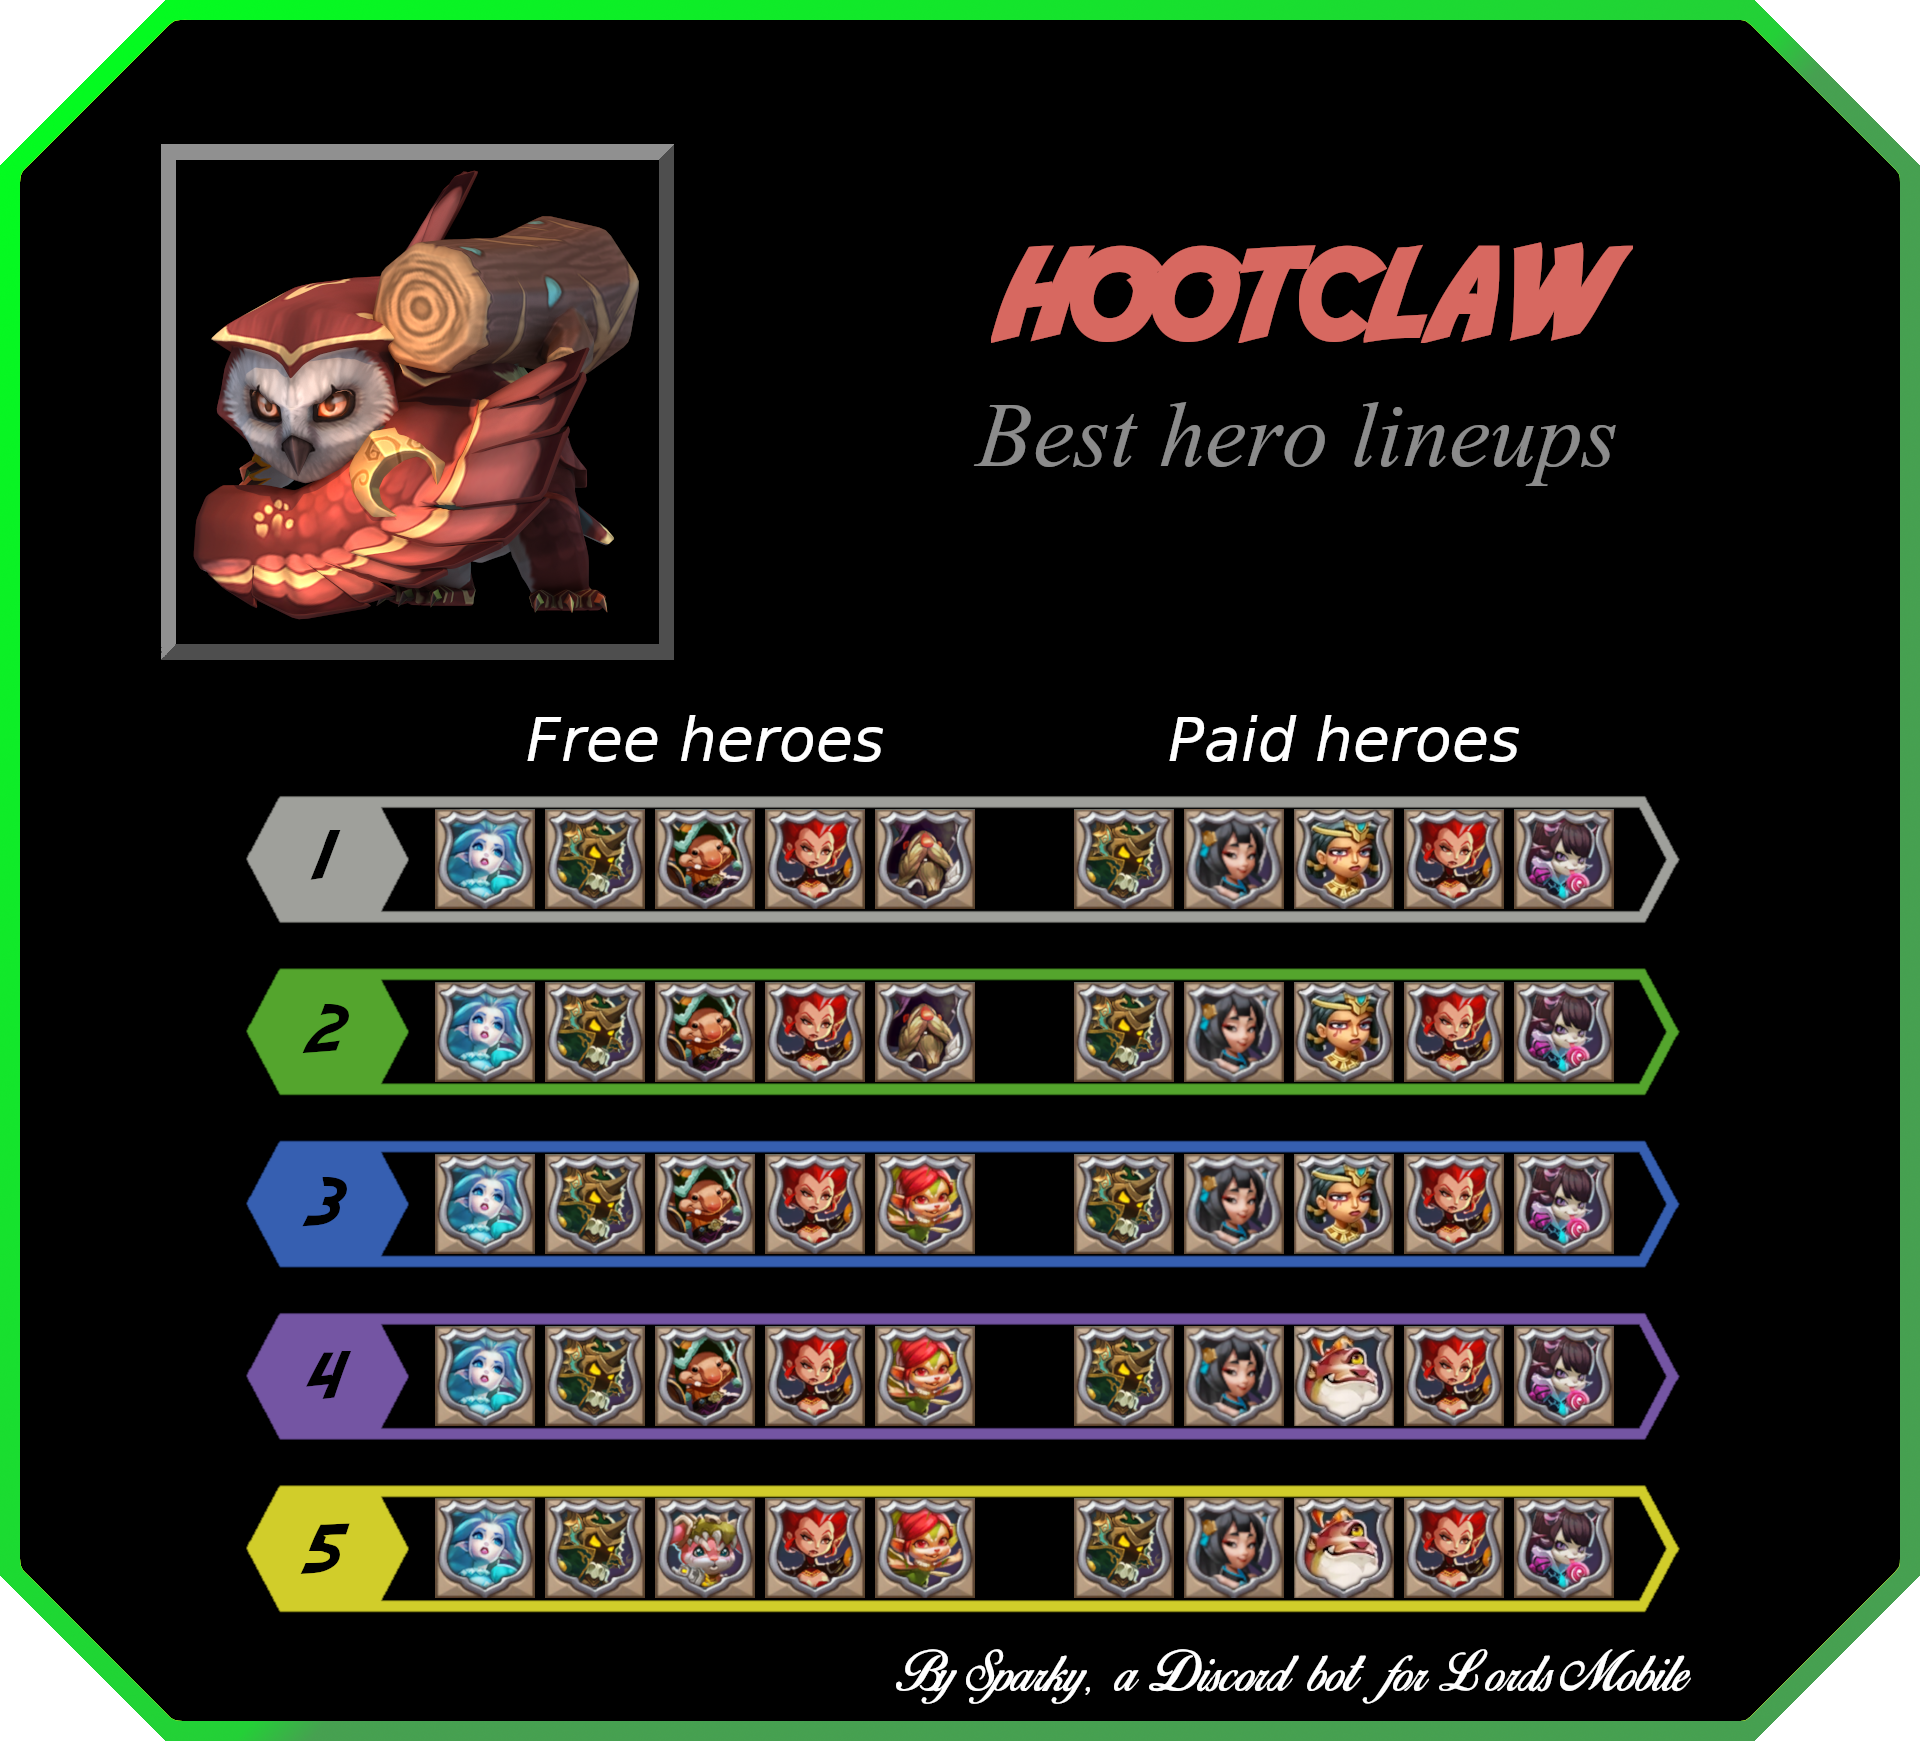 HOOTCLAW
Best hero lineups
Free heroes Paid heroes
1
2
3
4
5
By Sparky, a Discord bot for Lords Mobile